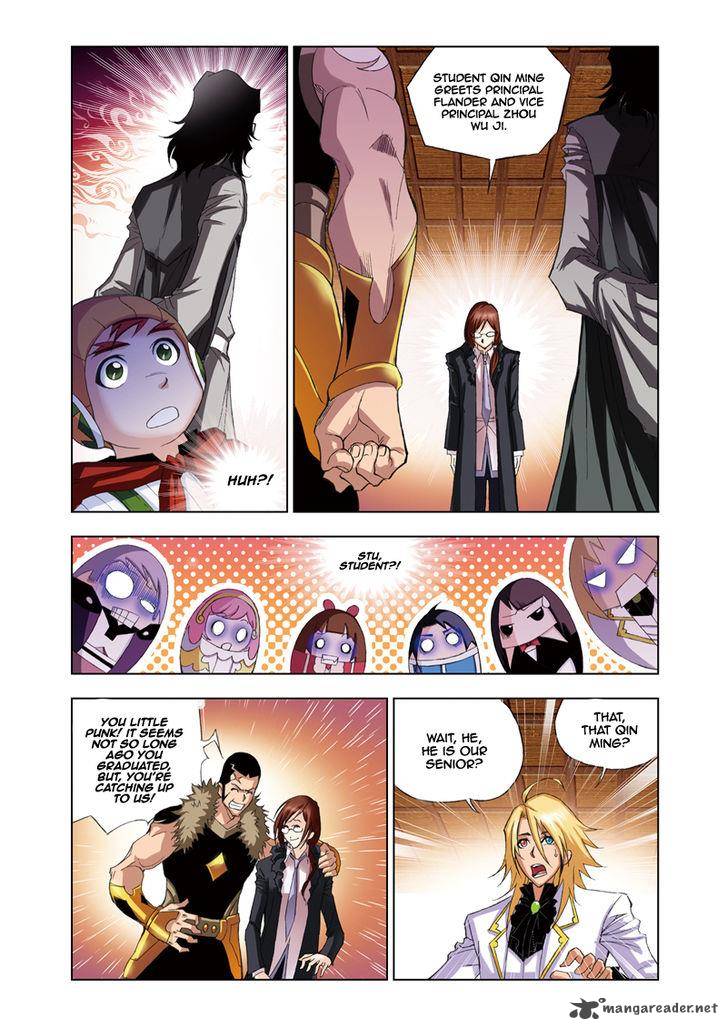 STUDENT QIN MING
GREETS PRINCIPAL
FLANDER AND VICE
PRINCIPAL ZHOU
WU JI.
HUH?!
STU,
STUDENT?!
YOU LITTLE
PUNK! IT SEEMS
NOT SO LONG
AGO YOU
GRADUATED,
BUT, YOU'RE
CATCHING UP
TO US!
WAIT, HE,
HE IS OUR
SENIOR?
THAT,
THAT QIN
MING?
mangareader.net